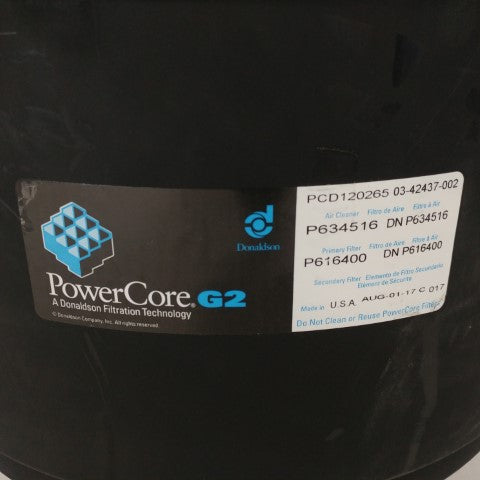 PowerCore® G2
A Donaldson Filtration Technology
© Donaldson Company, Inc. All rights reserved.
d
Donaldson
PCD120265 03-42437-002
Air Cleaner Filtro de Aire Filtre à Air
P634516 DN P634516
Primary Filter Filtro de Aire Filtre à Air
P616400 DN P616400
Secondary Filter Elemento de Filtro Secundario
Element de Sécurité
Made in U.S.A. AUG-01-17 C 017
Do Not Clean or Reuse PowerCore Filters